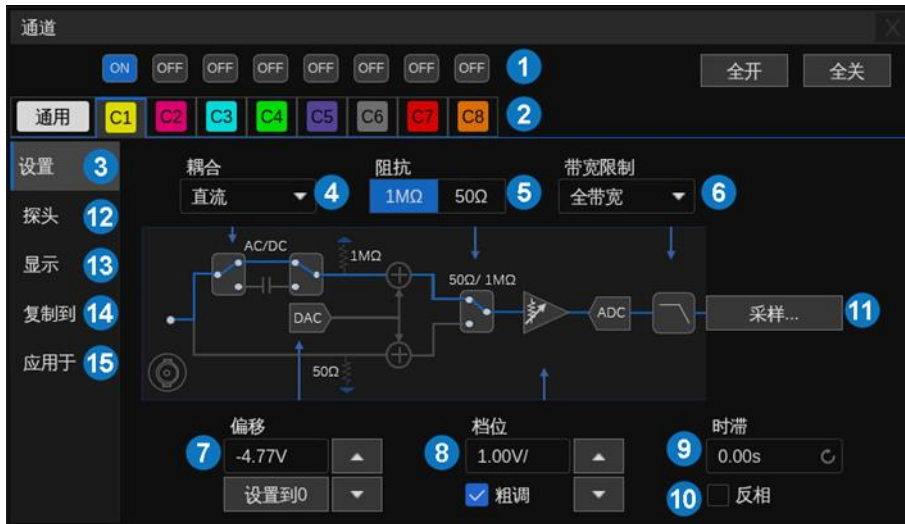 通道 X
ON OFF OFF OFF OFF OFF OFF OFF 1 全开 全关
通用 C1 C2 C3 C4 C5 C6 C7 C8 2
设置 3
探头 12
显示 13
复制到 14
应用于 15
耦合 阻抗 带宽限制
直流 4 1MΩ 50Ω 5 全带宽 6
AC/DC 1MΩ
50Ω/ 1MΩ
DAC ADC 采样... 11
50Ω
偏移 档位 时滞
7 -4.77V 8 1.00V/ 9 0.00s
设置到0 粗调 10 反相